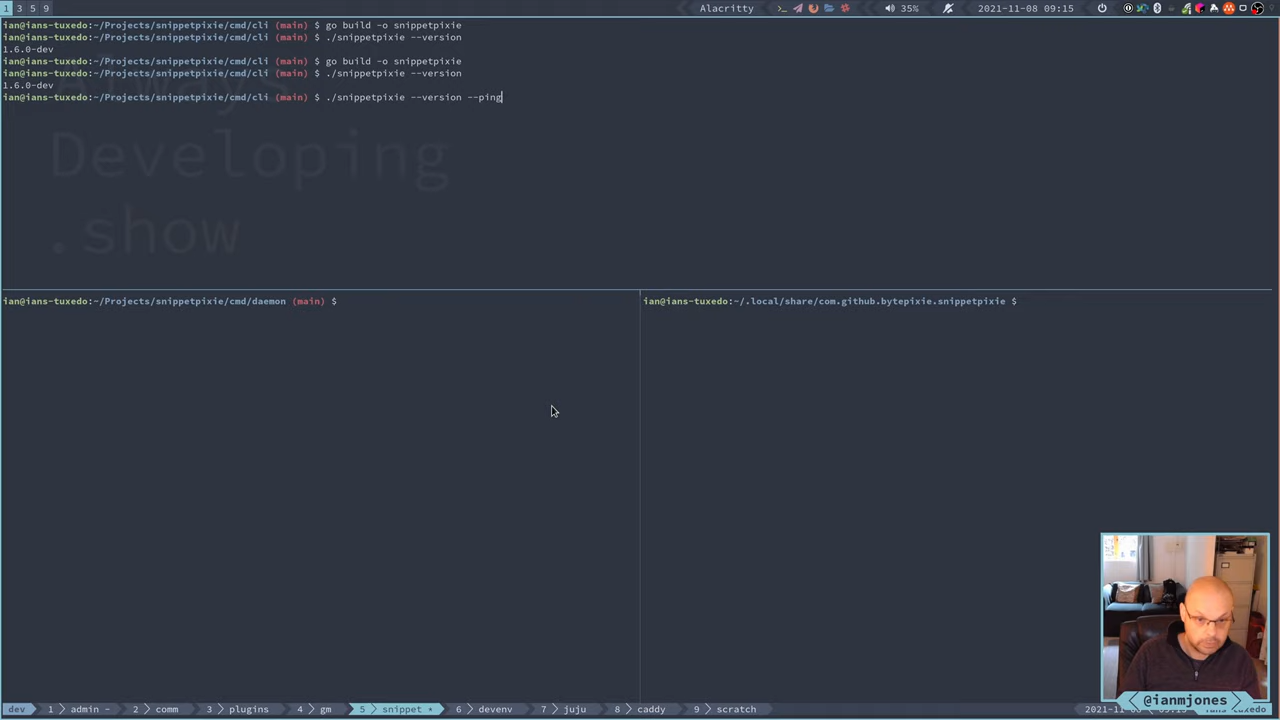 1 3 5 9
Alacritty
35%
2021-11-08 09:15
ian@ians-tuxedo:~/Projects/snippetpixie/cmd/cli (main) $ go build -o snippetpixie
ian@ians-tuxedo:~/Projects/snippetpixie/cmd/cli (main) $ ./snippetpixie --version
1.6.0-dev
ian@ians-tuxedo:~/Projects/snippetpixie/cmd/cli (main) $ go build -o snippetpixie
ian@ians-tuxedo:~/Projects/snippetpixie/cmd/cli (main) $ ./snippetpixie --version
1.6.0-dev
ian@ians-tuxedo:~/Projects/snippetpixie/cmd/cli (main) $ ./snippetpixie --version --ping
Always
Developing
.show
ian@ians-tuxedo:~/Projects/snippetpixie/cmd/daemon (main) $
ian@ians-tuxedo:~/.local/share/com.github.bytepixie.snippetpixie $
@ianmjones
dev 1 admin - 2 comm 3 plugins 4 gm 5 snippet * 6 devenv 7 juju 8 caddy 9 scratch